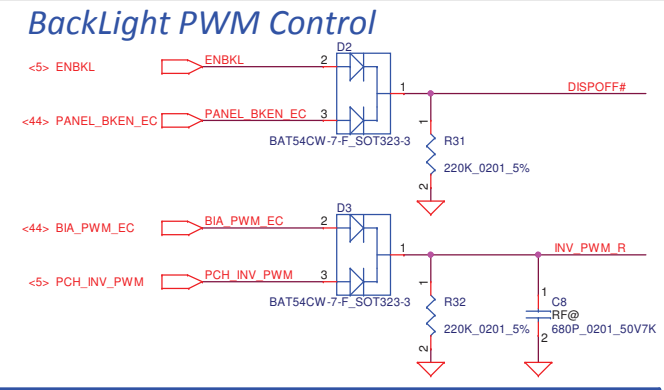 BackLight PWM Control
D2
<5> ENBKL ENBKL 2
1 DISPOFF#
<44> PANEL_BKEN_EC PANEL_BKEN_EC 3
BAT54CW-7-F_SOT323-3
1
R31
220K_0201_5%
2
D3
<44> BIA_PWM_EC BIA_PWM_EC 2
1 INV_PWM_R
<5> PCH_INV_PWM PCH_INV_PWM 3
BAT54CW-7-F_SOT323-3
1
R32
220K_0201_5%
2
1
C8
RF@
680P_0201_50V7K
2